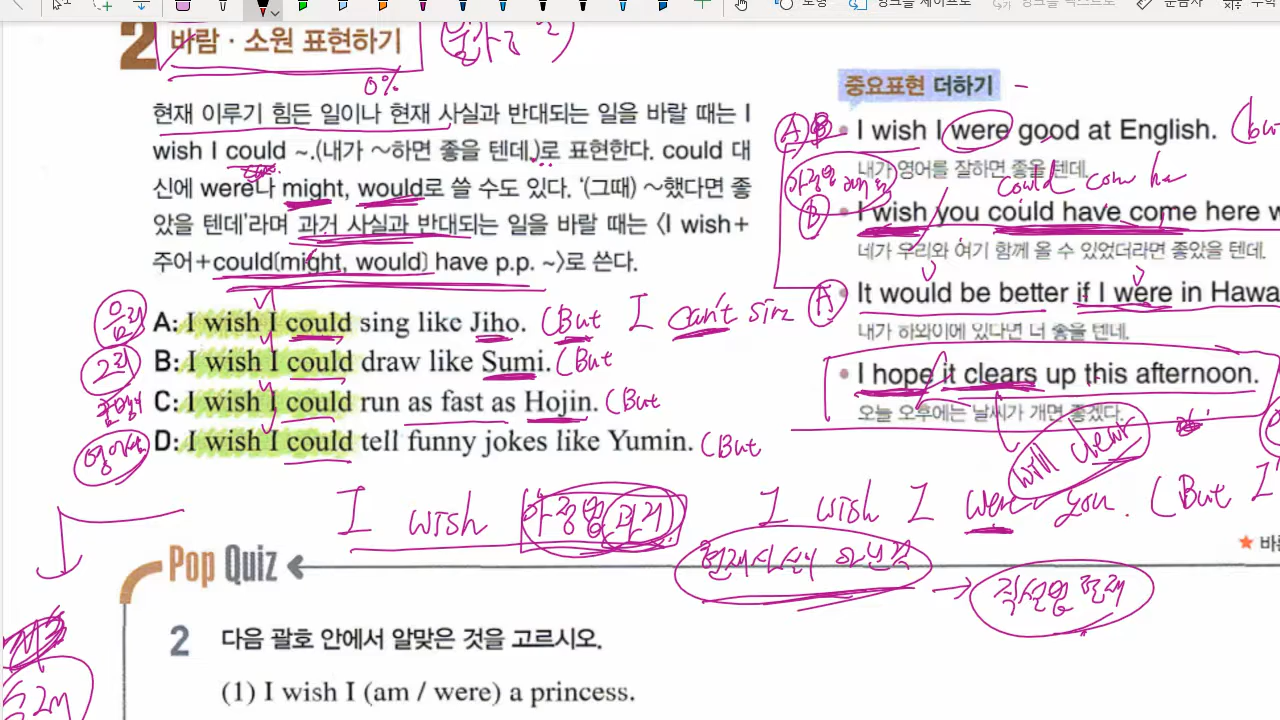 2 바람 · 소원 표현하기
0%
현재 이루기 힘든 일이나 현재 사실과 반대되는 일을 바랄 때는 I
wish I could ~.(내가 ~하면 좋을 텐데.)로 표현한다. could 대
신에 were나 might, would로 쓸 수도 있다. ‘(그때) ~했다면 좋
았을 텐데’라며 과거 사실과 반대되는 일을 바랄 때는 〈I wish+
주어+could(might, would) have p.p. ~〉로 쓴다.
A: I wish I could sing like Jiho. (But I can't sing
B: I wish I could draw like Sumi. (But
C: I wish I could run as fast as Hojin. (But
D: I wish I could tell funny jokes like Yumin. (But
I wish 가정법 과거
중요표현 더하기
A
• I wish I were good at English.
내가 영어를 잘하면 좋을 텐데.
could
B
• I wish you could have come here w
네가 우리와 여기 함께 올 수 있었더라면 좋았을 텐데.
A
• It would be better if I were in Hawa
내가 하와이에 있다면 더 좋을 텐데.
• I hope it clears up this afternoon.
오늘 오후에는 날씨가 개면 좋겠다.
will clear
I wish I were you. (But I
현재사실이 아닌것 → 직설법 현재
★ 바
Pop Quiz
2 다음 괄호 안에서 알맞은 것을 고르시오.
(1) I wish I (am / were) a princess.